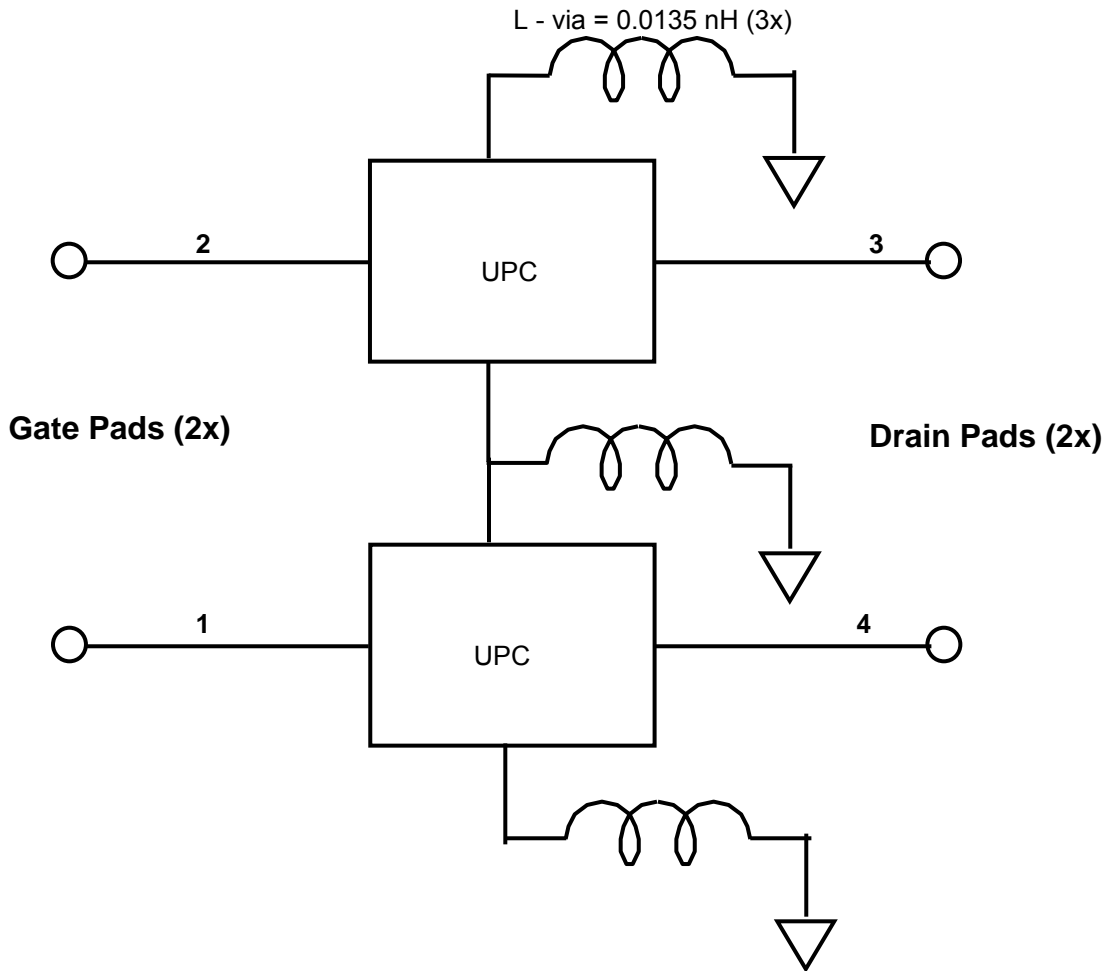 L - via = 0.0135 nH (3x)
2
3
UPC
Gate Pads (2x)
Drain Pads (2x)
1
4
UPC